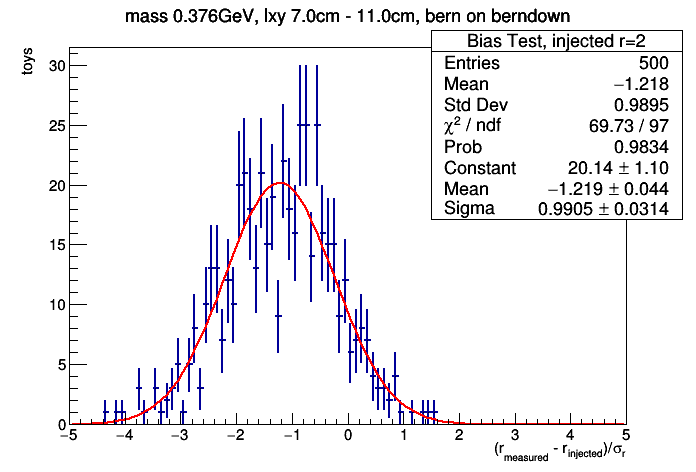 mass 0.376GeV, lxy 7.0cm - 11.0cm, bern on berndown
Bias Test, injected r=2
Entries 500
Mean −1.218
Std Dev 0.9895
χ² / ndf 69.73 / 97
Prob 0.9834
Constant 20.14 ± 1.10
Mean −1.219 ± 0.044
Sigma 0.9905 ± 0.0314
toys
30
25
20
15
10
5
0
−5 −4 −3 −2 −1 0 1 2 3 4 5
(r_measured - r_injected)/σ_r